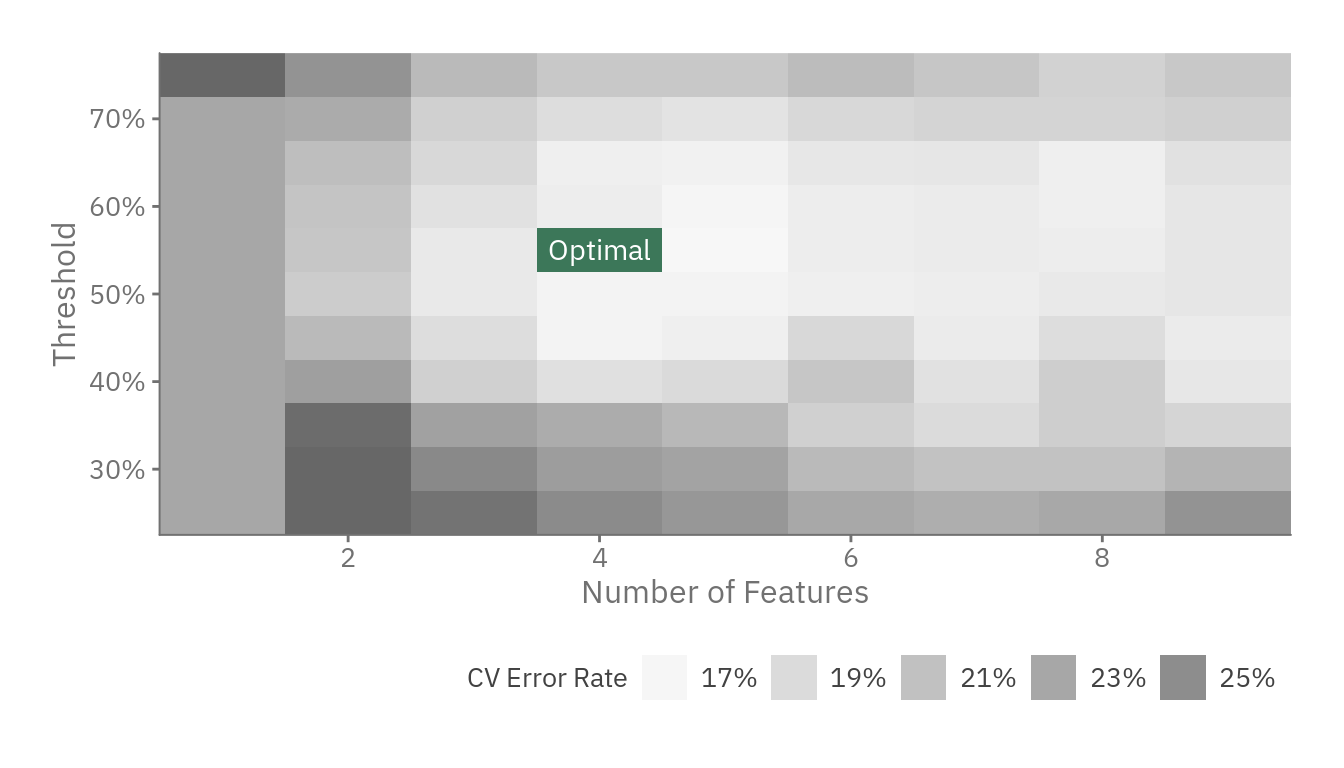 70%
60%
50%
40%
30%
Threshold
Optimal
2 4 6 8
Number of Features
CV Error Rate 17% 19% 21% 23% 25%